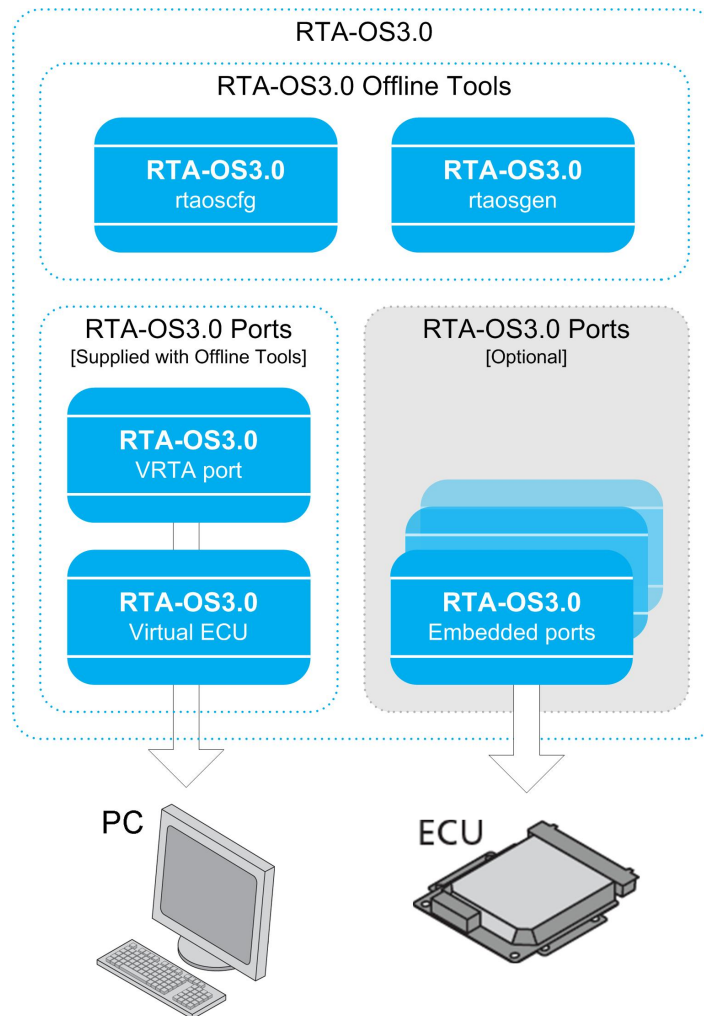 RTA-OS3.0
RTA-OS3.0 Offline Tools
RTA-OS3.0
rtaoscfg
RTA-OS3.0
rtaosgen
RTA-OS3.0 Ports
[Supplied with Offline Tools]
RTA-OS3.0
VRTA port
RTA-OS3.0
Virtual ECU
RTA-OS3.0 Ports
[Optional]
RTA-OS3.0
Embedded ports
PC
ECU